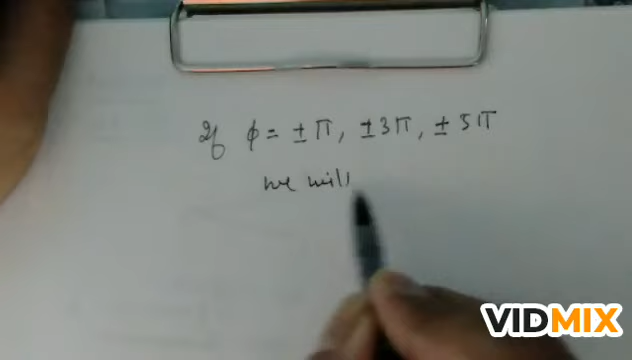 If φ = ± π, ± 3π, ± 5π
we will
VIDMIX